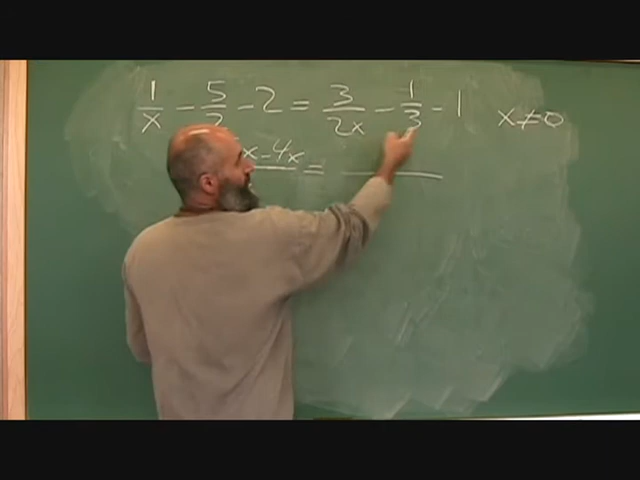 1/x - 5/2 - 2 = 3/2x - 1/3 - 1 x ≠ 0
x - 4x =